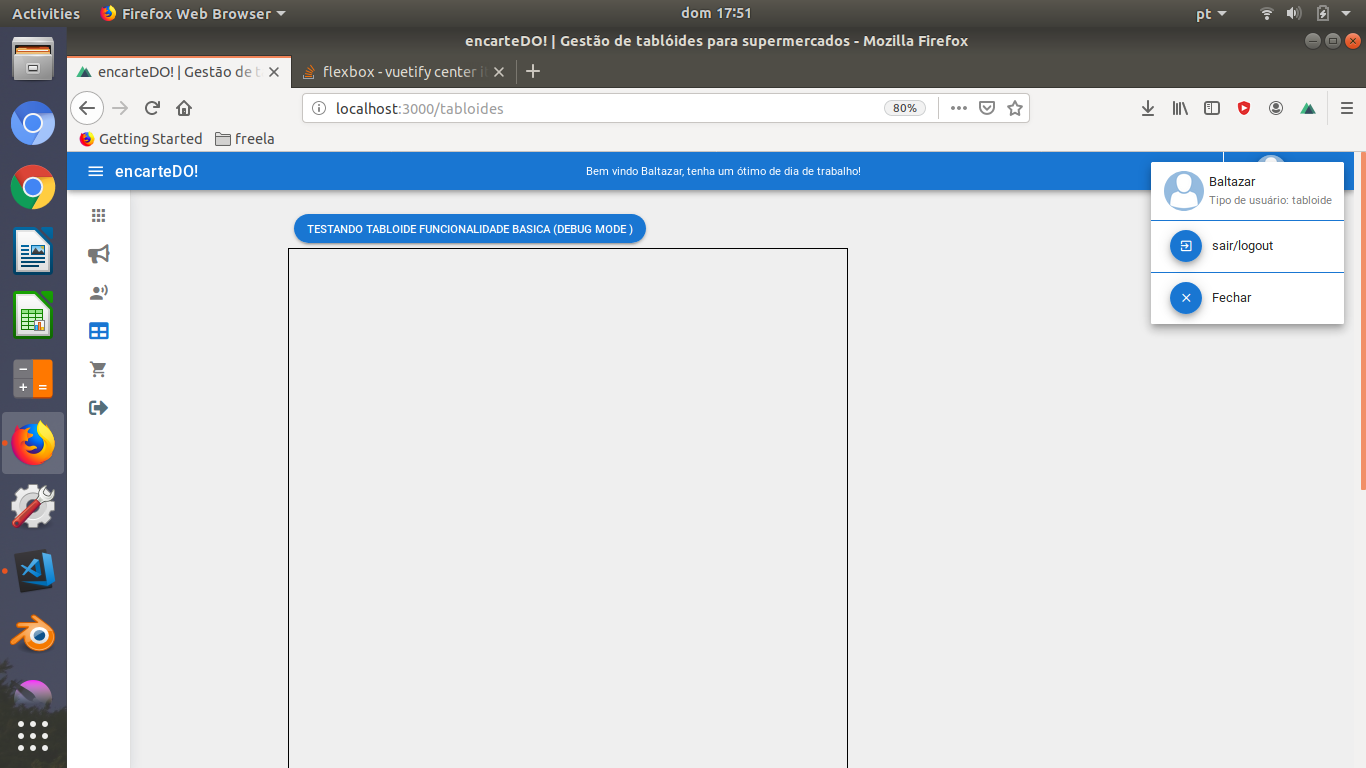 Activities
Firefox Web Browser
dom 17:51
pt
encarteDO! | Gestão de tablóides para supermercados - Mozilla Firefox
encarteDO! | Gestão de t
flexbox - vuetify center i
localhost:3000/tabloides
80%
Getting Started
freela
encarteDO!
Bem vindo Baltazar, tenha um ótimo de dia de trabalho!
Baltazar
Tipo de usuário: tabloide
TESTANDO TABLOIDE FUNCIONALIDADE BASICA (DEBUG MODE )
sair/logout
Fechar